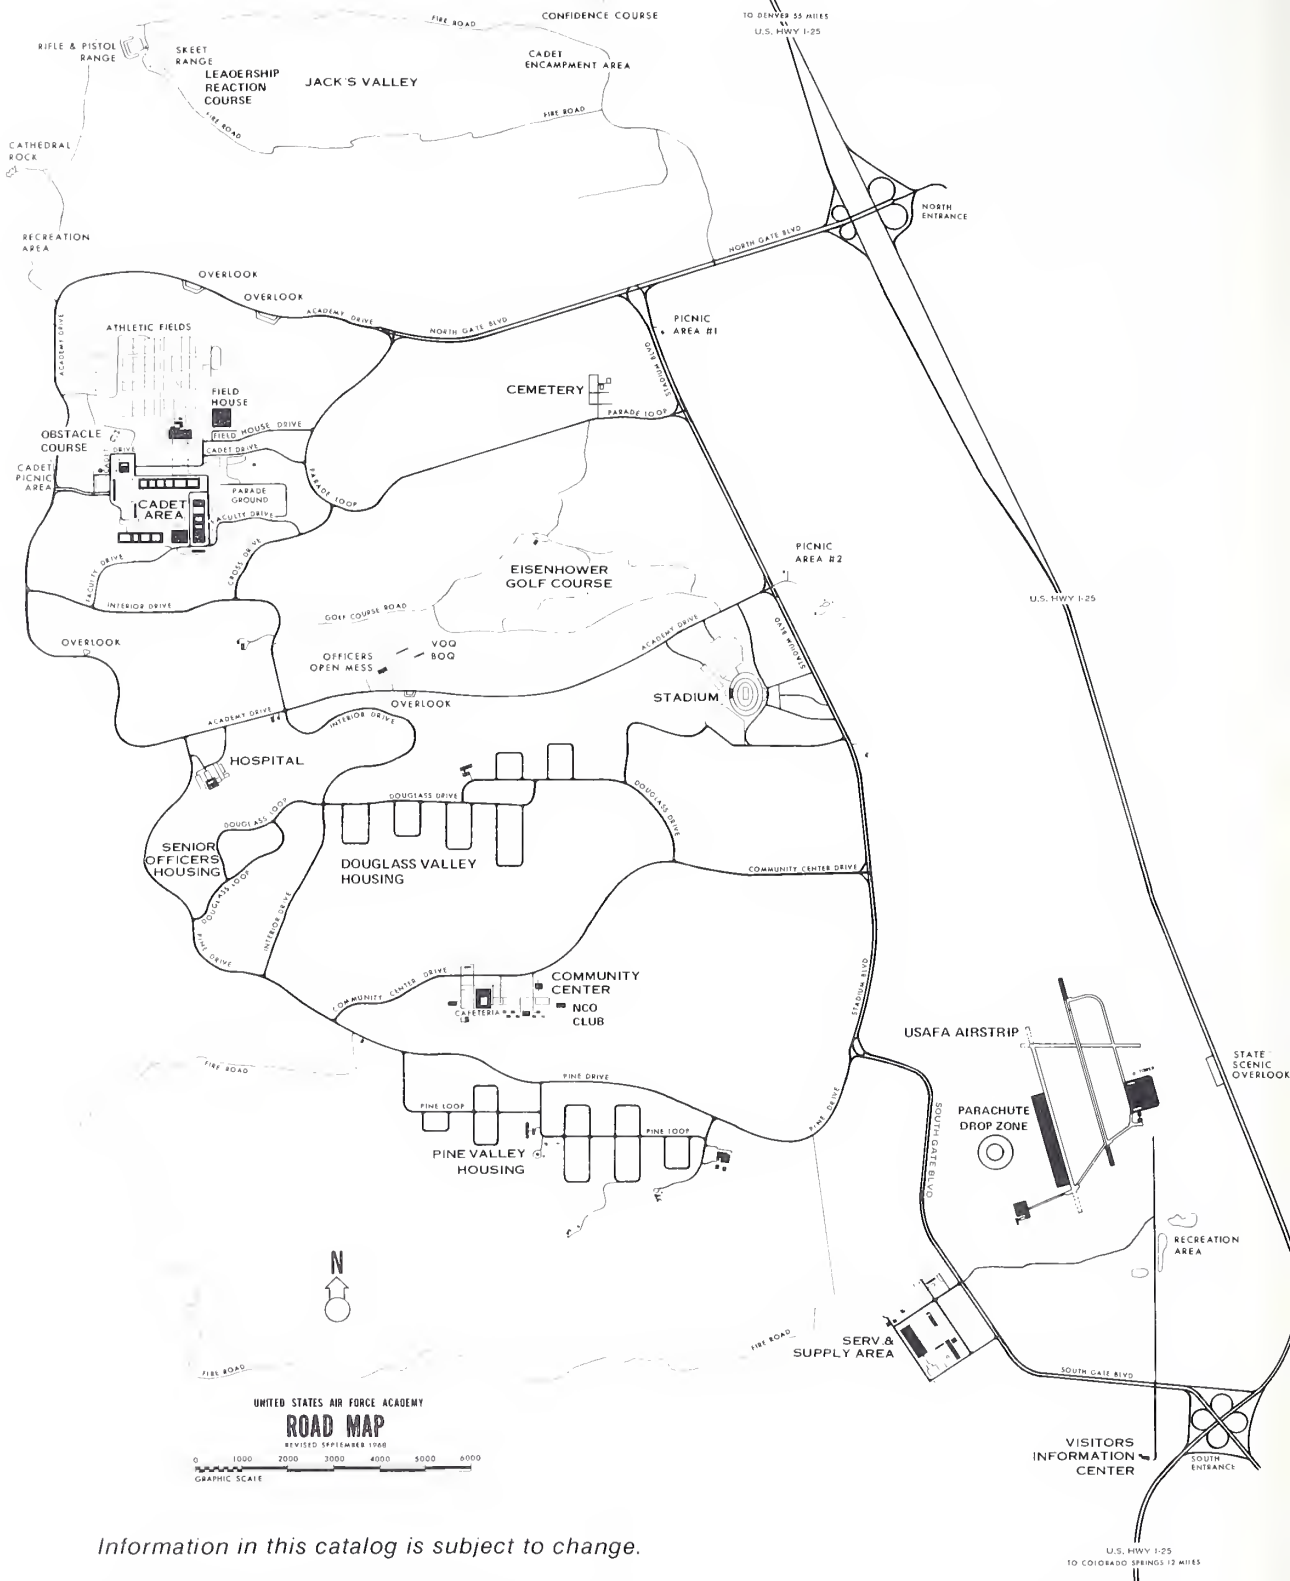 FIRE ROAD
CONFIDENCE COURSE
TO DENVER 55 MILES
U.S. HWY I-25
RIFLE & PISTOL
RANGE
SKEET
RANGE
LEADERSHIP
REACTION
COURSE
JACK'S VALLEY
CADET
ENCAMPMENT AREA
FIRE ROAD
FIRE ROAD
CATHEDRAL
ROCK
NORTH
ENTRANCE
RECREATION
AREA
NORTH GATE BLVD
OVERLOOK
OVERLOOK
ACADEMY DRIVE
ACADEMY DRIVE
NORTH GATE BLVD
ATHLETIC FIELDS
PICNIC
AREA #1
STADIUM BLVD
CEMETERY
PARADE LOOP
FIELD
HOUSE
FIELD HOUSE DRIVE
OBSTACLE
COURSE
CADET DRIVE
DRIVE
CADET
PICNIC
AREA
PARADE LOOP
PARADE
GROUND
CADET
AREA
FACULTY DRIVE
FACULTY DRIVE
CROSS DRIVE
INTERIOR DRIVE
EISENHOWER
GOLF COURSE
PICNIC
AREA #2
GOLF COURSE ROAD
U.S. HWY I-25
OVERLOOK
OFFICERS
OPEN MESS
VOQ
BOQ
ACADEMY DRIVE
STADIUM BLVD
STADIUM
OVERLOOK
ACADEMY DRIVE
INTERIOR DRIVE
HOSPITAL
DOUGLASS DRIVE
DOUGLASS DRIVE
DOUGLASS LOOP
SENIOR
OFFICERS
HOUSING
DOUGLASS VALLEY
HOUSING
COMMUNITY CENTER DRIVE
DOUGLASS LOOP
INTERIOR DRIVE
PINE DRIVE
COMMUNITY CENTER DRIVE
COMMUNITY
CENTER
CAFETERIA
NCO
CLUB
STADIUM BLVD
USAFA AIRSTRIP
STATE
SCENIC
OVERLOOK
FIRE ROAD
PINE DRIVE
PINE LOOP
PINE LOOP
PINE DRIVE
PINE VALLEY
HOUSING
SOUTH GATE BLVD
PARACHUTE
DROP ZONE
RECREATION
AREA
N
SERV. &
SUPPLY AREA
FIRE ROAD
FIRE ROAD
SOUTH GATE BLVD
UNITED STATES AIR FORCE ACADEMY
ROAD MAP
REVISED SEPTEMBER 1968
0 1000 2000 3000 4000 5000 6000
GRAPHIC SCALE
VISITORS
INFORMATION
CENTER
SOUTH
ENTRANCE
Information in this catalog is subject to change.
U.S. HWY I-25
TO COLORADO SPRINGS 12 MILES